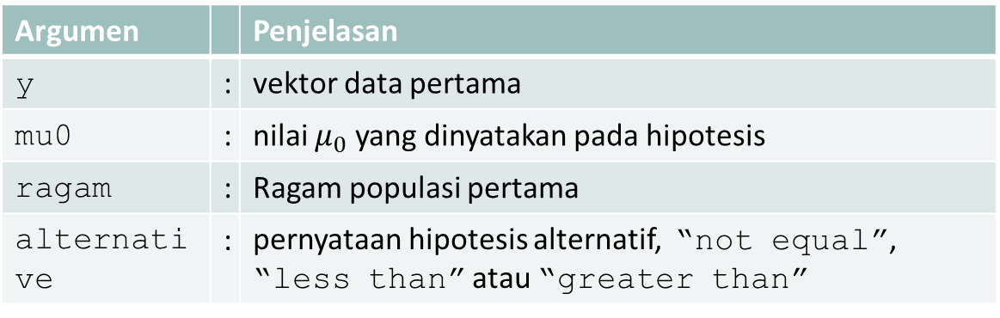 Argumen Penjelasan
y : vektor data pertama
mu0 : nilai μ₀ yang dinyatakan pada hipotesis
ragam : Ragam populasi pertama
alternati : pernyataan hipotesis alternatif, “not equal”,
ve “less than” atau “greater than”